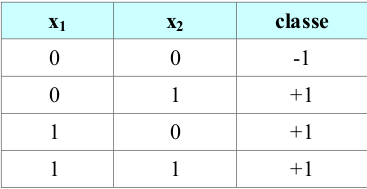 x₁ x₂ classe
0 0 -1
0 1 +1
1 0 +1
1 1 +1